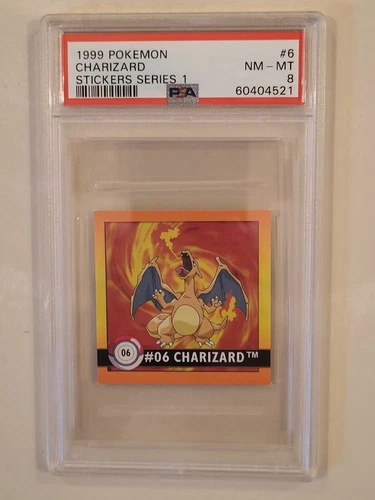 1999 POKEMON #6
CHARIZARD NM - MT
STICKERS SERIES 1 8
PSA 60404521
06
#06 CHARIZARD™